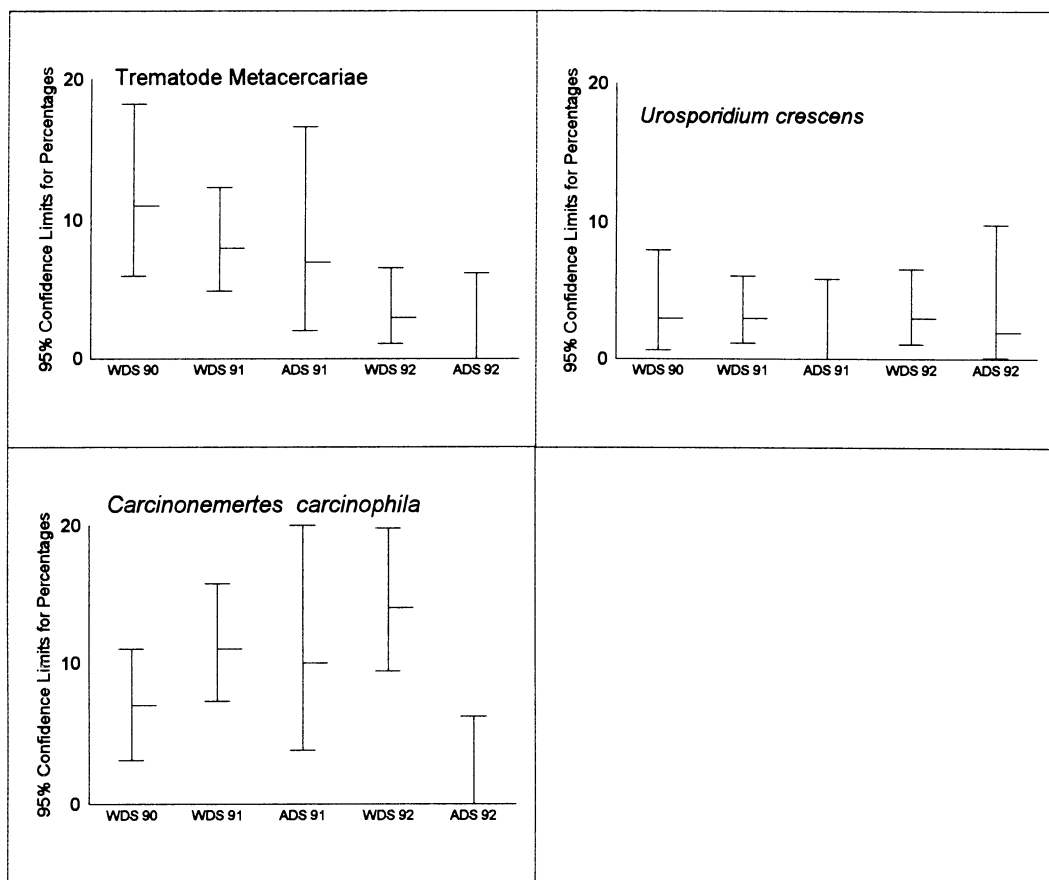 Trematode Metacercariae
95% Confidence Limits for Percentages
20
10
0
WDS 90 WDS 91 ADS 91 WDS 92 ADS 92
Urosporidium crescens
95% Confidence Limits for Percentages
20
10
0
WDS 90 WDS 91 ADS 91 WDS 92 ADS 92
Carcinonemertes carcinophila
95% Confidence Limits for Percentages
20
10
0
WDS 90 WDS 91 ADS 91 WDS 92 ADS 92